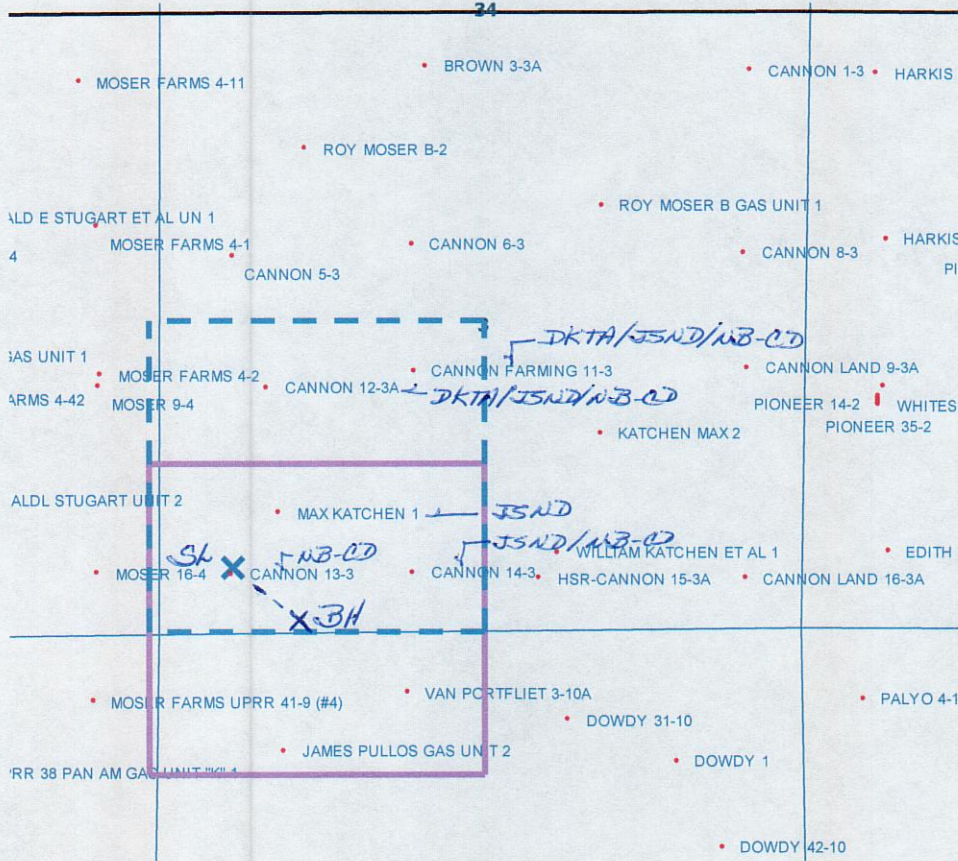 34
BROWN 3-3A
CANNON 1-3
HARKIS
MOSER FARMS 4-11
ROY MOSER B-2
ROY MOSER B GAS UNIT 1
ALD E STUGART ET AL UN 1
MOSER FARMS 4-1
CANNON 6-3
CANNON 8-3
HARKIS
4
CANNON 5-3
PI
3
DKTA/JSND/NB-CD
GAS UNIT 1
MOSER FARMS 4-2
CANNON FARMING 11-3
CANNON LAND 9-3A
ARMS 4-42
MOSER 9-4
CANNON 12-3A
DKTA/JSND/NB-CD
PIONEER 14-2
WHITES
PIONEER 35-2
KATCHEN MAX 2
ALDL STUGART UNIT 2
MAX KATCHEN 1
JSND
JSND/NB-CD
SL
NB-CD
WILLIAM KATCHEN ET AL 1
EDITH
MOSER 16-4
CANNON 13-3
CANNON 14-3
HSR-CANNON 15-3A
CANNON LAND 16-3A
BH
MOSER FARMS UPRR 41-9 (#4)
VAN PORTFLIET 3-10A
PALYO 4-1
DOWDY 31-10
JAMES PULLOS GAS UNIT 2
DOWDY 1
RR 38 PAN AM GAS UNIT "K" 1
DOWDY 42-10